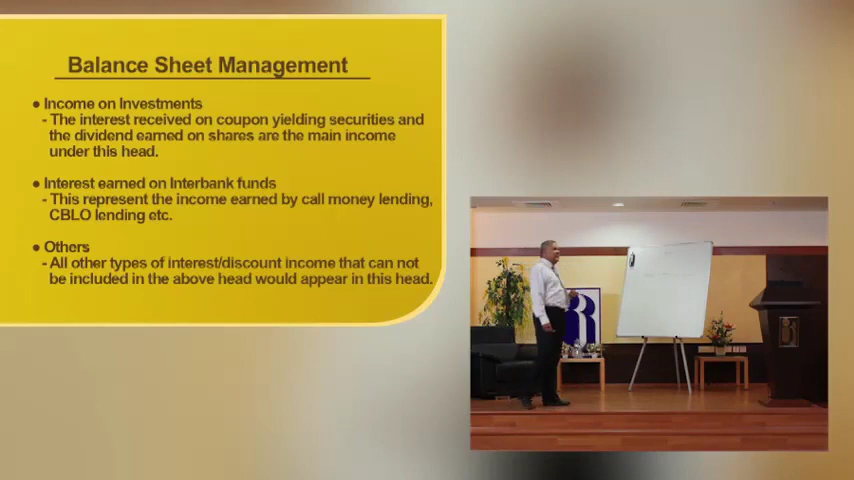 Balance Sheet Management
● Income on Investments
- The interest received on coupon yielding securities and
the dividend earned on shares are the main income
under this head.
● Interest earned on Interbank funds
- This represent the income earned by call money lending,
CBLO lending etc.
● Others
- All other types of interest/discount income that can not
be included in the above head would appear in this head.